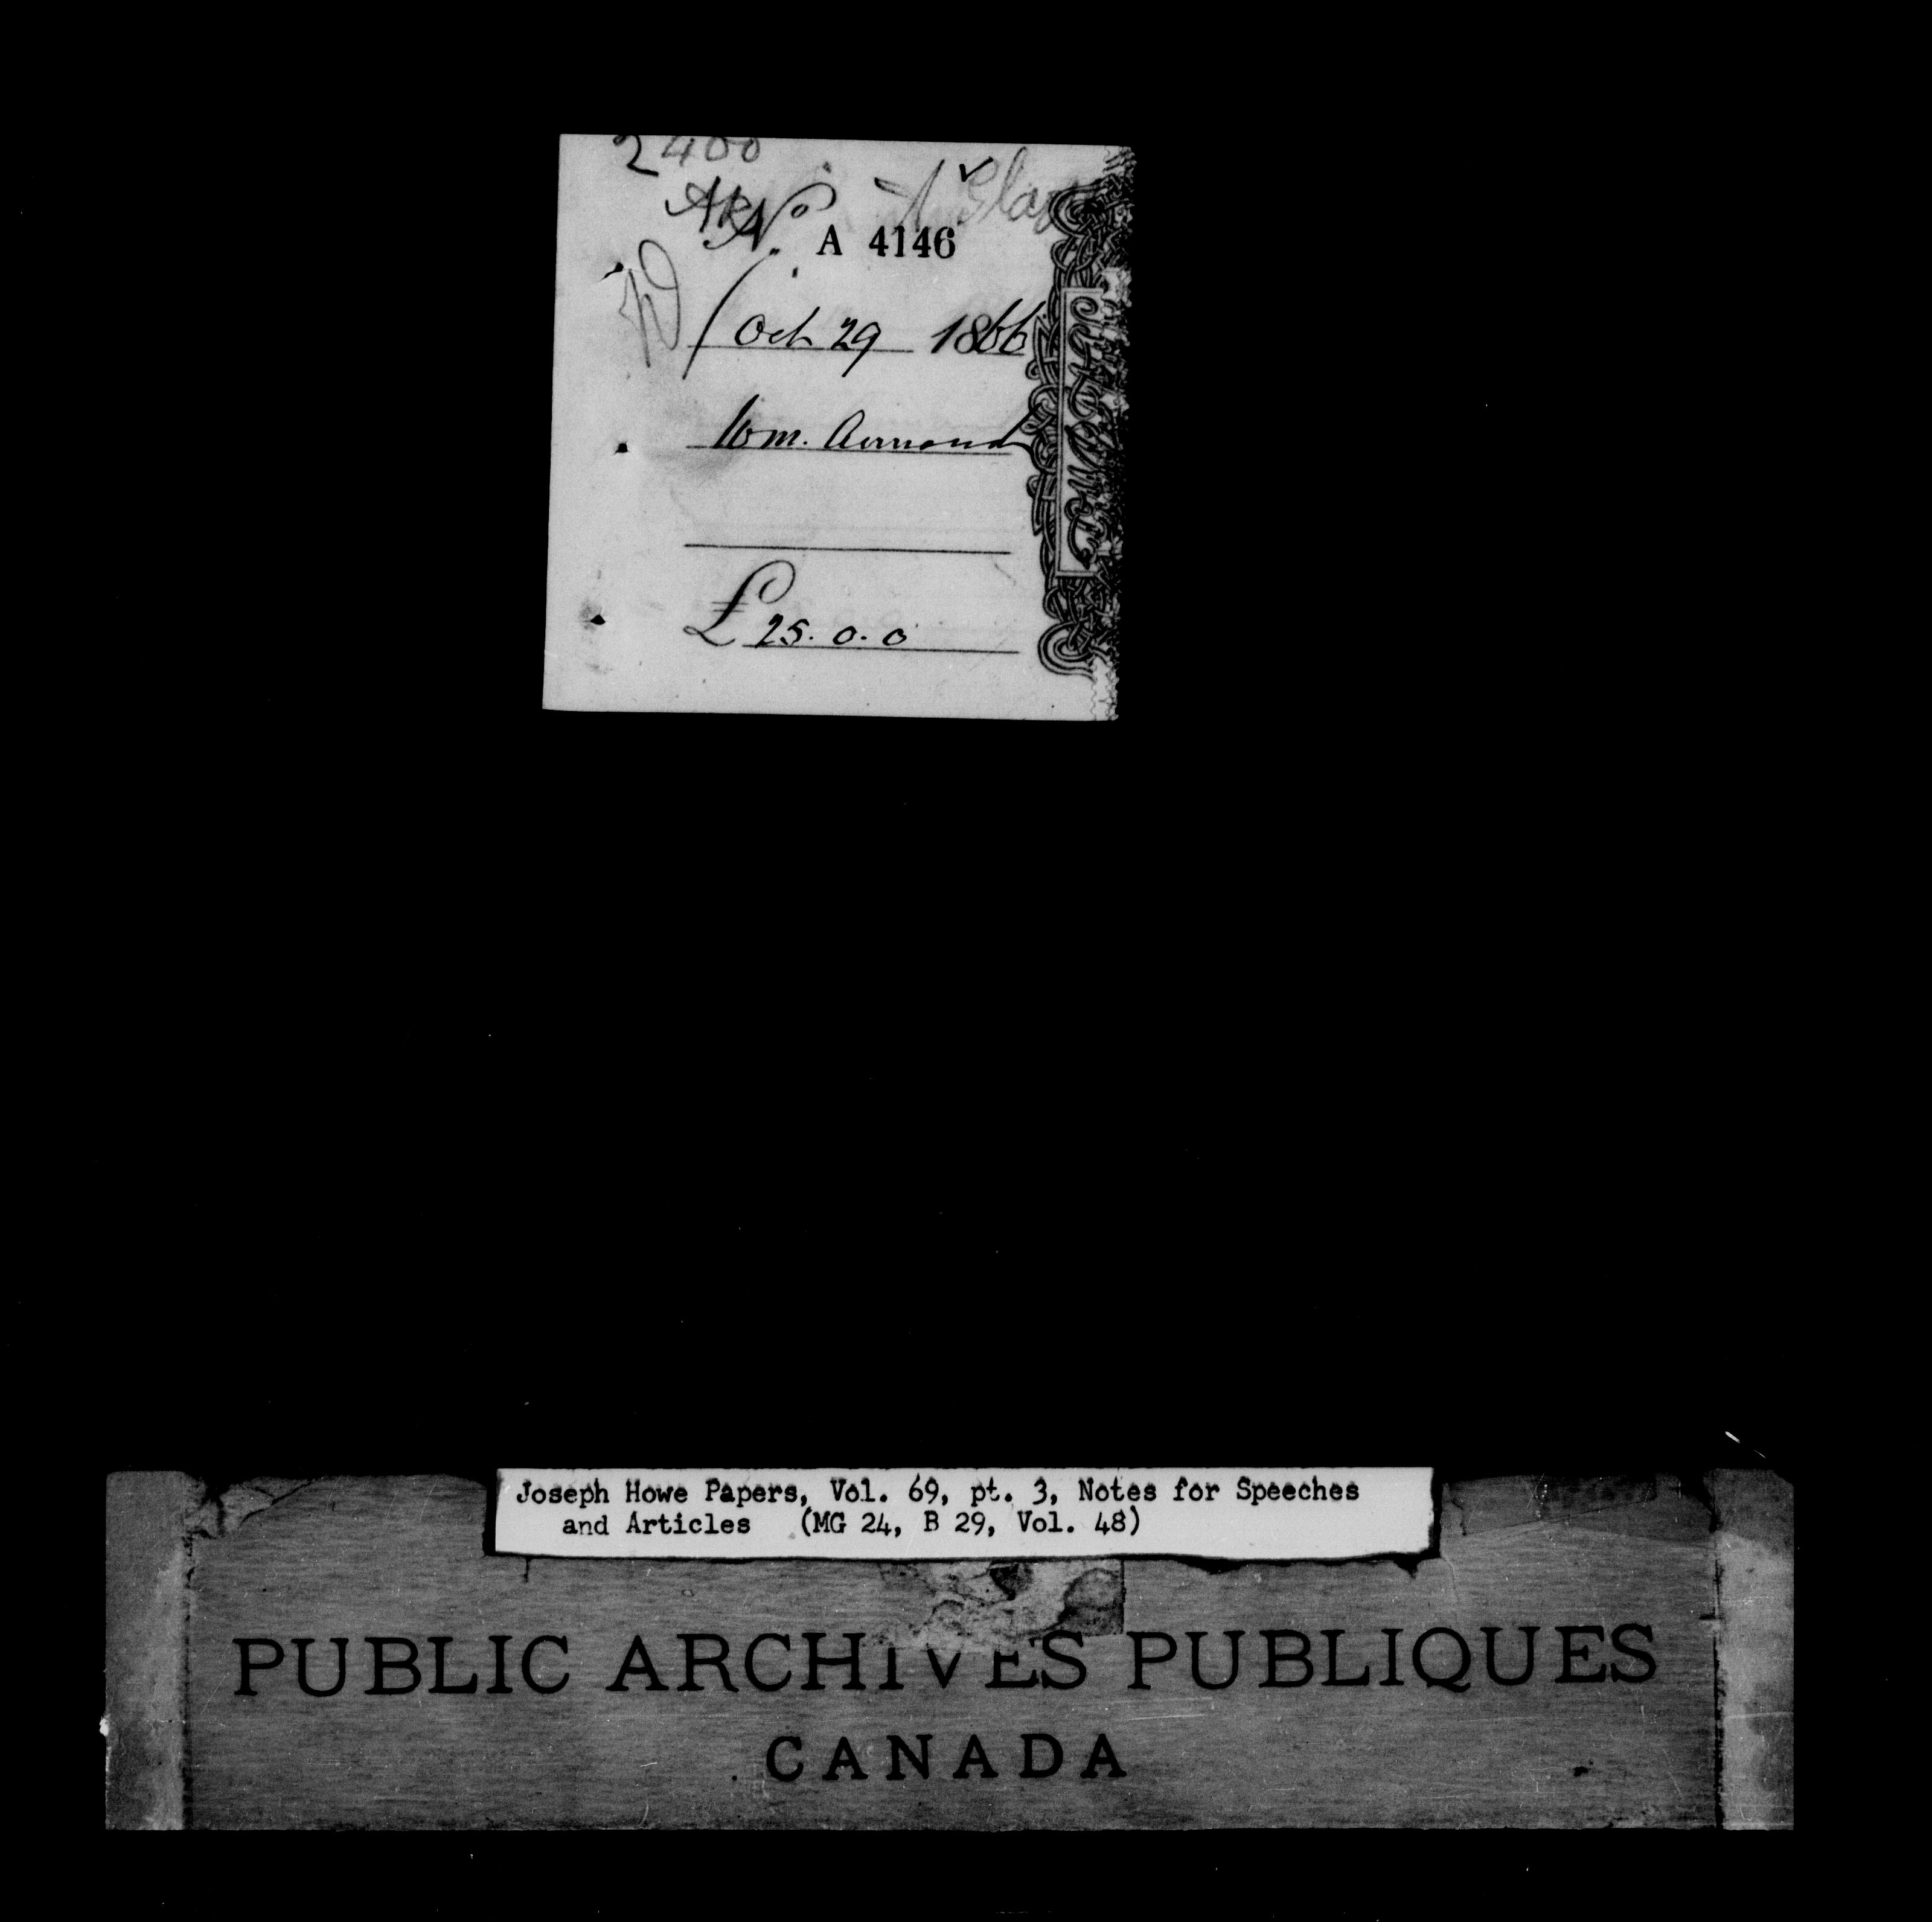 2400
No. A 4146
Oct 29 1866
Wm. Annand
£ 25. 0. 0
Joseph Howe Papers, Vol. 69, pt. 3, Notes for Speeches
and Articles (MG 24, B 29, Vol. 48)
PUBLIC ARCHIVES PUBLIQUES
CANADA